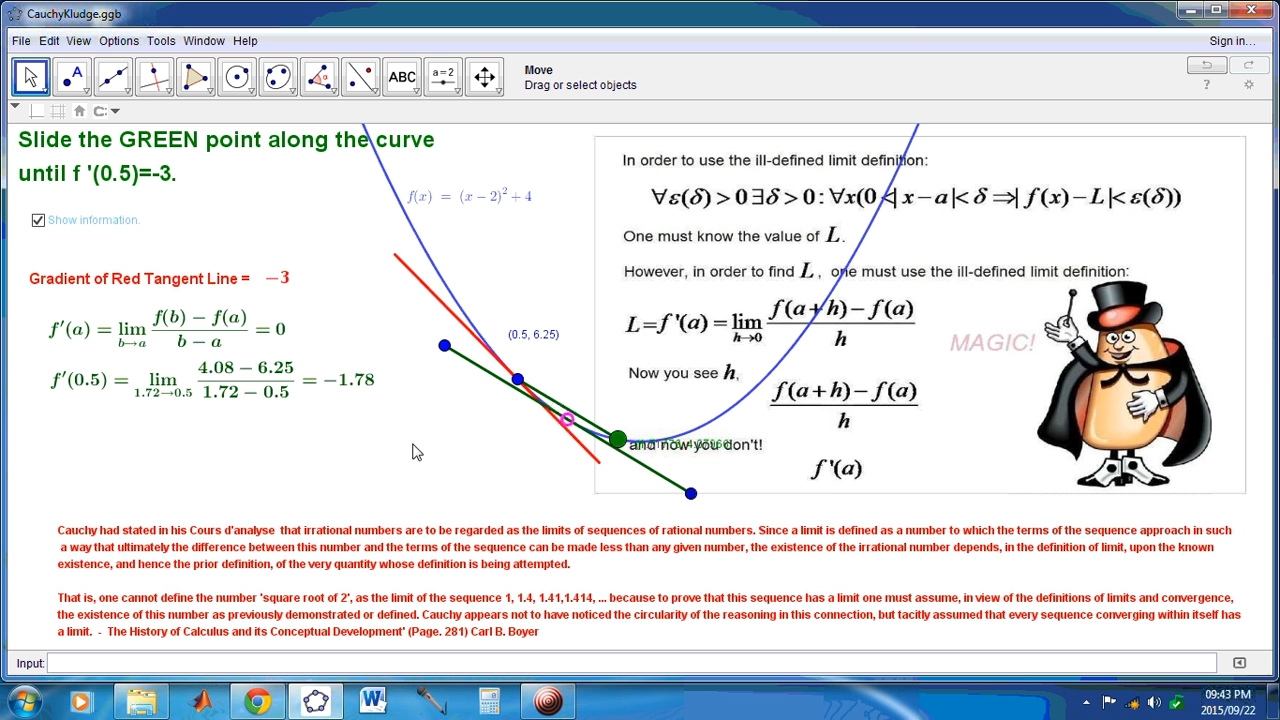 CauchyKludge.ggb
File Edit View Options Tools Window Help
Sign in...
A
ABC
a=2
Move
Drag or select objects
Slide the GREEN point along the curve
until f '(0.5)=-3.
f(x) = (x − 2)² + 4
Show information.
Gradient of Red Tangent Line = −3
f′(a) = lim b→a (f(b) − f(a))/(b − a) = 0
f′(0.5) = lim 1.72→0.5 (4.08 − 6.25)/(1.72 − 0.5) = −1.78
(0.5, 6.25)
In order to use the ill-defined limit definition:
∀ε(δ)>0 ∃δ>0: ∀x(0<|x−a|<δ ⇒| f(x)−L|<ε(δ))
One must know the value of L.
However, in order to find L, one must use the ill-defined limit definition:
L=f'(a)= lim h→0 (f(a+h)−f(a))/h
MAGIC!
Now you see h,
(f(a+h)−f(a))/h
and now you don't!
f'(a)
Cauchy had stated in his Cours d'analyse that irrational numbers are to be regarded as the limits of sequences of rational numbers. Since a limit is defined as a number to which the terms of the sequence approach in such
a way that ultimately the difference between this number and the terms of the sequence can be made less than any given number, the existence of the irrational number depends, in the definition of limit, upon the known
existence, and hence the prior definition, of the very quantity whose definition is being attempted.
That is, one cannot define the number 'square root of 2', as the limit of the sequence 1, 1.4, 1.41,1.414, ... because to prove that this sequence has a limit one must assume, in view of the definitions of limits and convergence,
the existence of this number as previously demonstrated or defined. Cauchy appears not to have noticed the circularity of the reasoning in this connection, but tacitly assumed that every sequence converging within itself has
a limit. - The History of Calculus and its Conceptual Development' (Page. 281) Carl B. Boyer
Input:
09:43 PM
2015/09/22